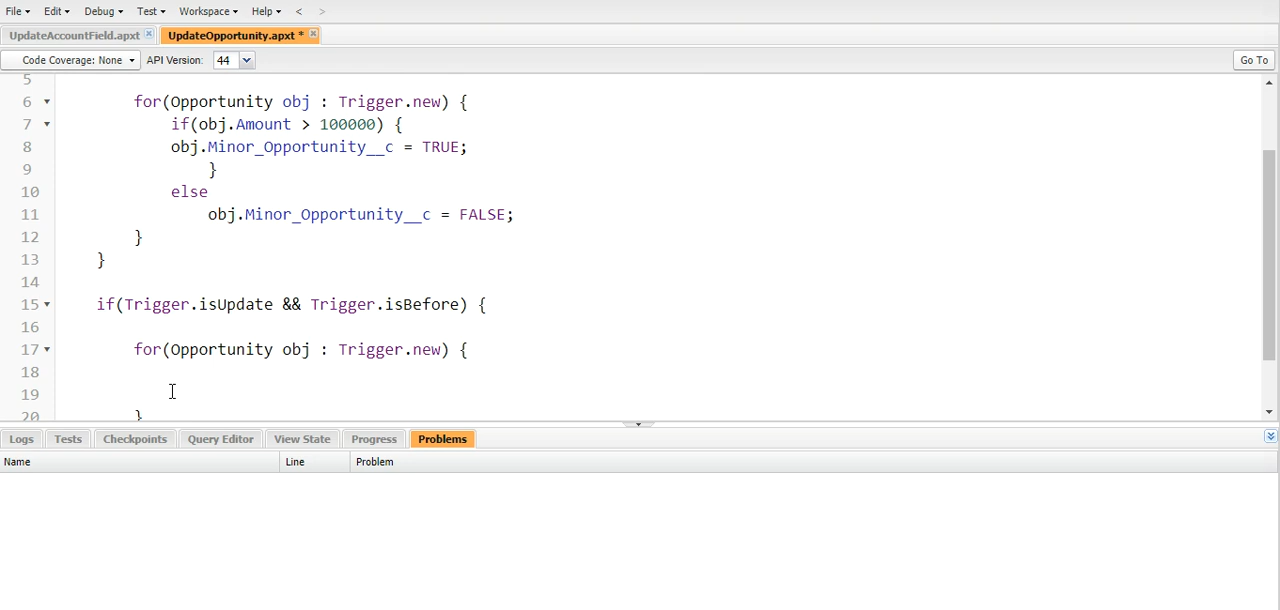 File Edit Debug Test Workspace Help < >
UpdateAccountField.apxt UpdateOpportunity.apxt *
Code Coverage: None API Version: 44 Go To
5
6 for(Opportunity obj : Trigger.new) {
7 if(obj.Amount > 100000) {
8 obj.Minor_Opportunity__c = TRUE;
9 }
10 else
11 obj.Minor_Opportunity__c = FALSE;
12 }
13 }
14
15 if(Trigger.isUpdate && Trigger.isBefore) {
16
17 for(Opportunity obj : Trigger.new) {
18
19
20 }
Logs Tests Checkpoints Query Editor View State Progress Problems
Name Line Problem